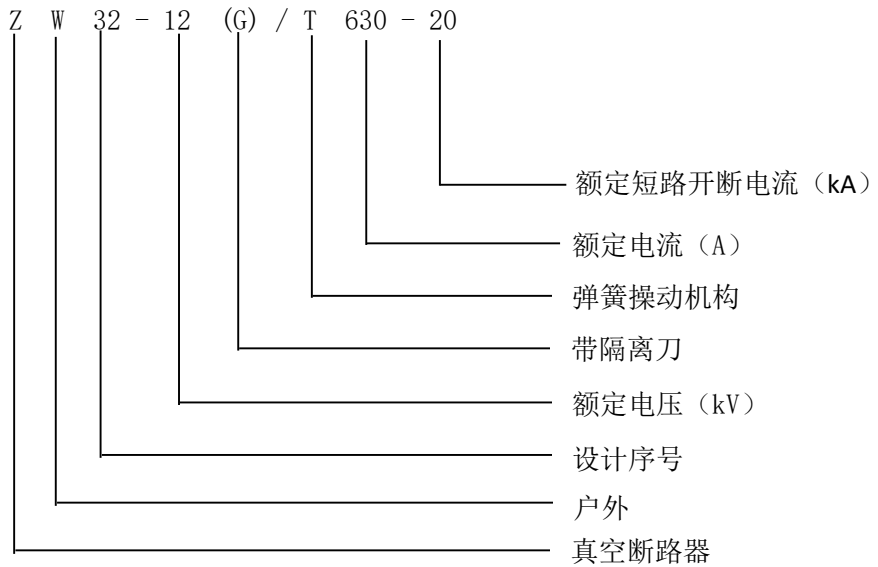 Z W 32 - 12 (G) / T 630 - 20
额定短路开断电流（kA）
额定电流（A）
弹簧操动机构
带隔离刀
额定电压（kV）
设计序号
户外
真空断路器